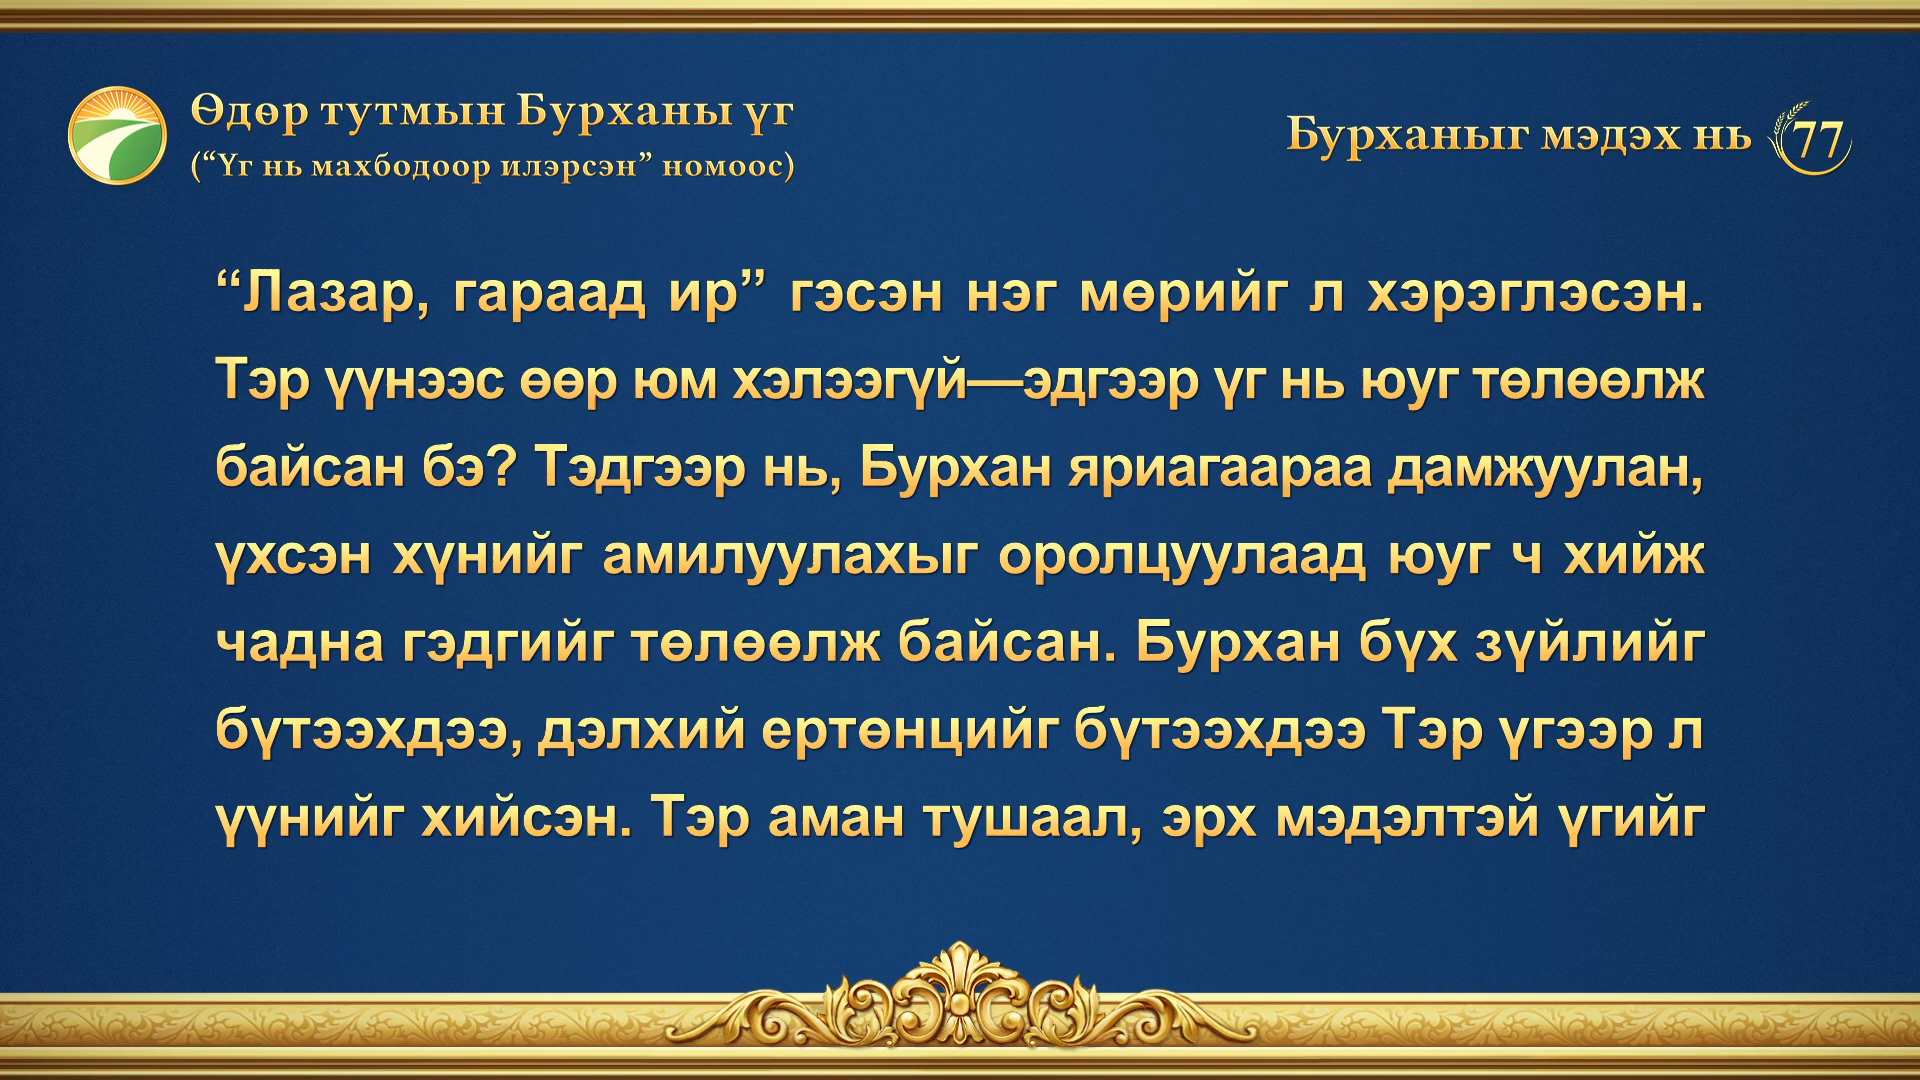 Өдөр тутмын Бурханы үг
(“Үг нь махбодоор илэрсэн” номоос)
Бурханыг мэдэх нь 77
“Лазар, гараад ир” гэсэн нэг мөрийг л хэрэглэсэн.
Тэр үүнээс өөр юм хэлээгүй—эдгээр үг нь юуг төлөөлж
байсан бэ? Тэдгээр нь, Бурхан яриагаараа дамжуулан,
үхсэн хүнийг амилуулахыг оролцуулаад юуг ч хийж
чадна гэдгийг төлөөлж байсан. Бурхан бүх зүйлийг
бүтээхдээ, дэлхий ертөнцийг бүтээхдээ Тэр үгээр л
үүнийг хийсэн. Тэр аман тушаал, эрх мэдэлтэй үгийг